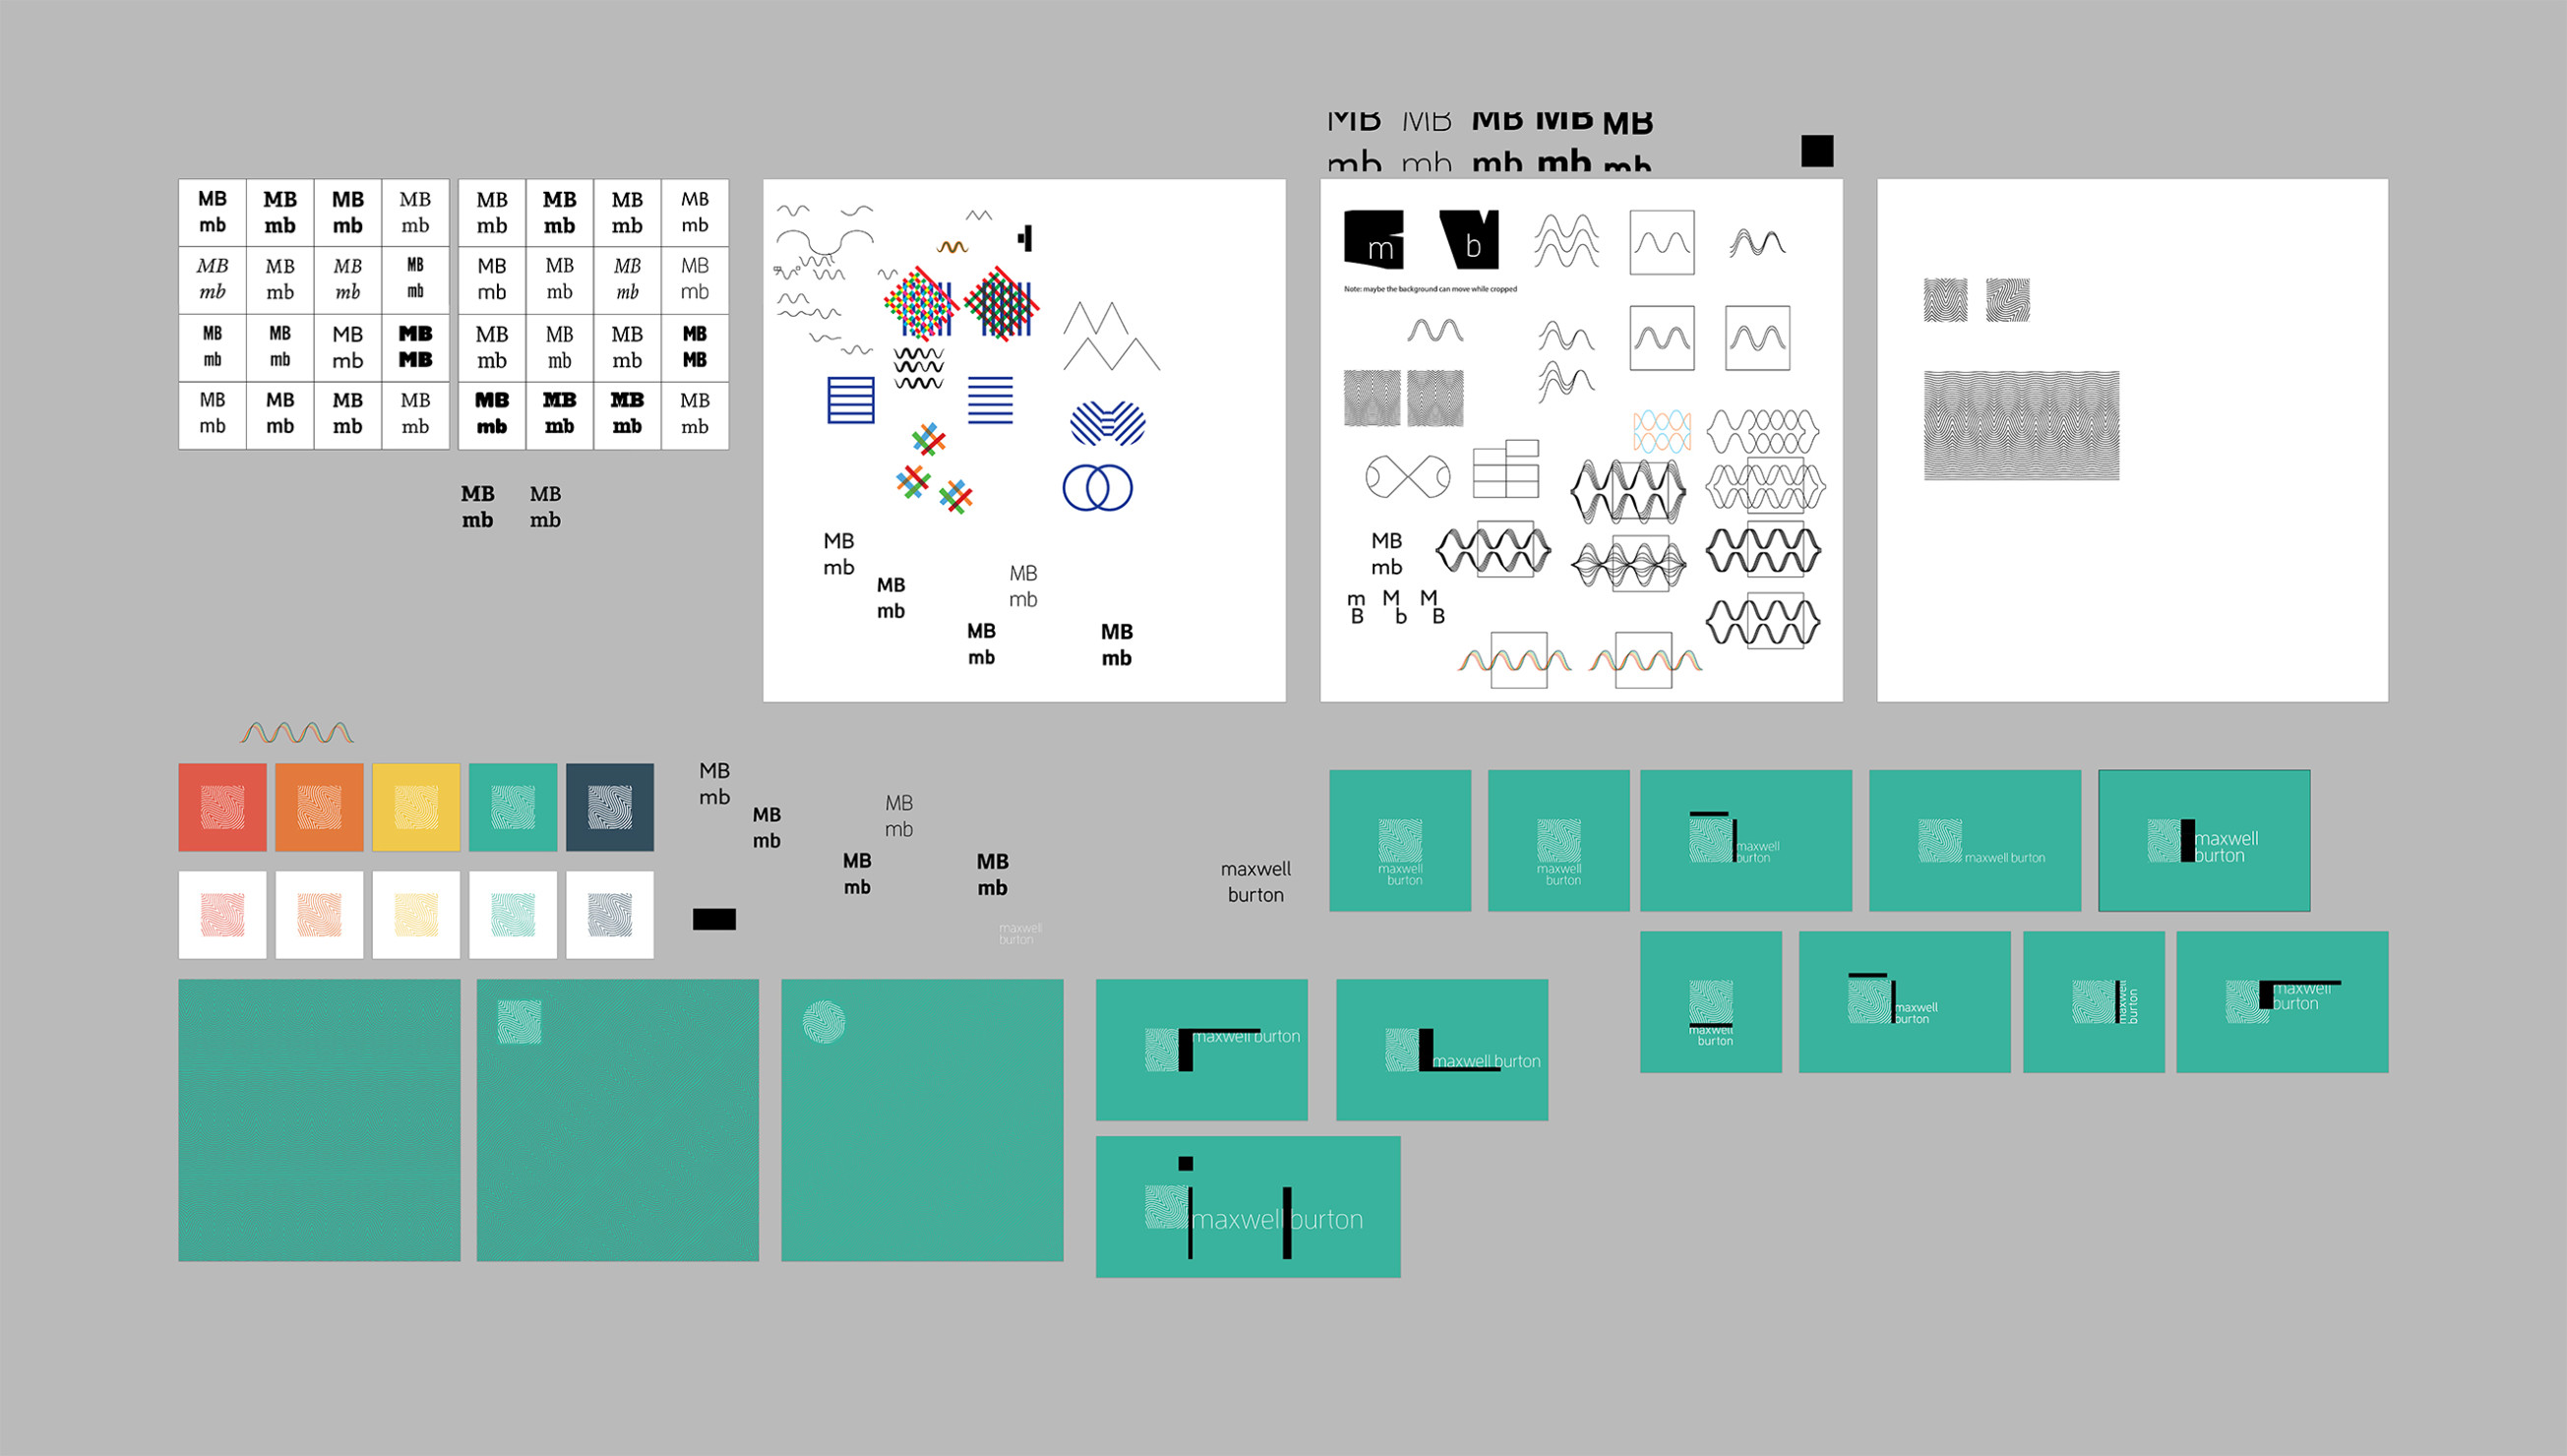 MB MB MB MB MB MB MB MB
mb mb mb mb mb mb mb mb
MB MB MB MB MB MB MB MB
mb mb mb mb mb mb mb mb
MB MB MB MB MB MB MB MB
mb mb mb MB mb mb mb MB
MB MB MB MB MB MB MB MB
mb mb mb mb mb mb mb mb
MB MB
mb mb
MB
mb
MB
mb
MB
mb
MB
mb
MB
mb
MB MB MB MB MB
mb mb mb mb mb
m b
Note: maybe the background can move while cropped
MB
mb
m M M
B b B
MB
mb
MB
mb
MB
mb
MB
mb
MB
mb
maxwell
burton
maxwell
burton
maxwell
burton
maxwell
burton
maxwell
burton
maxwell burton
maxwell
burton
maxwell
burton
maxwell
burton
maxwell
burton
maxwell
burton
maxwell burton
maxwell burton
maxwell burton